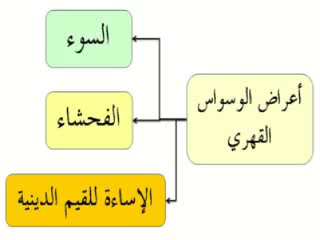 أعراض الوسواس
القهري
السوء
الفحشاء
الإساءة للقيم الدينية